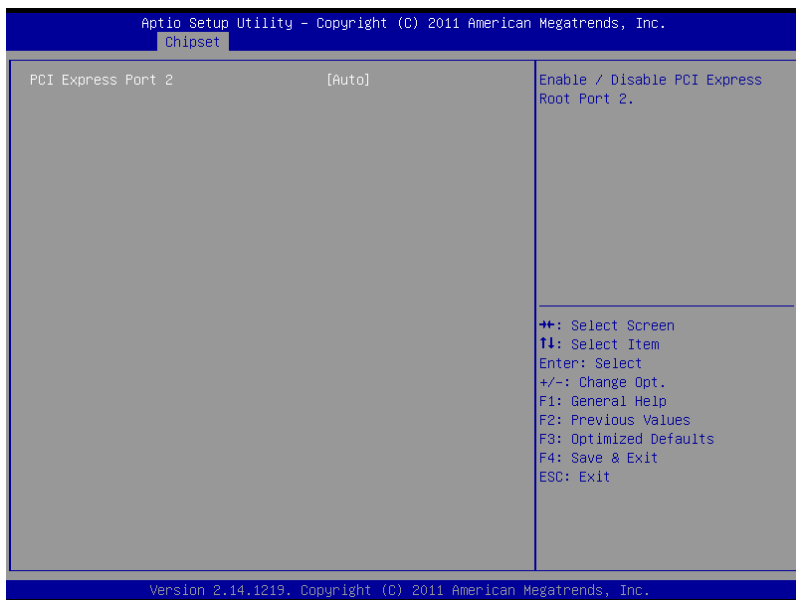 Aptio Setup Utility – Copyright (C) 2011 American Megatrends, Inc.
Chipset
PCI Express Port 2 [Auto]
Enable / Disable PCI Express
Root Port 2.
→←: Select Screen
↑↓: Select Item
Enter: Select
+/-: Change Opt.
F1: General Help
F2: Previous Values
F3: Optimized Defaults
F4: Save & Exit
ESC: Exit
Version 2.14.1219. Copyright (C) 2011 American Megatrends, Inc.